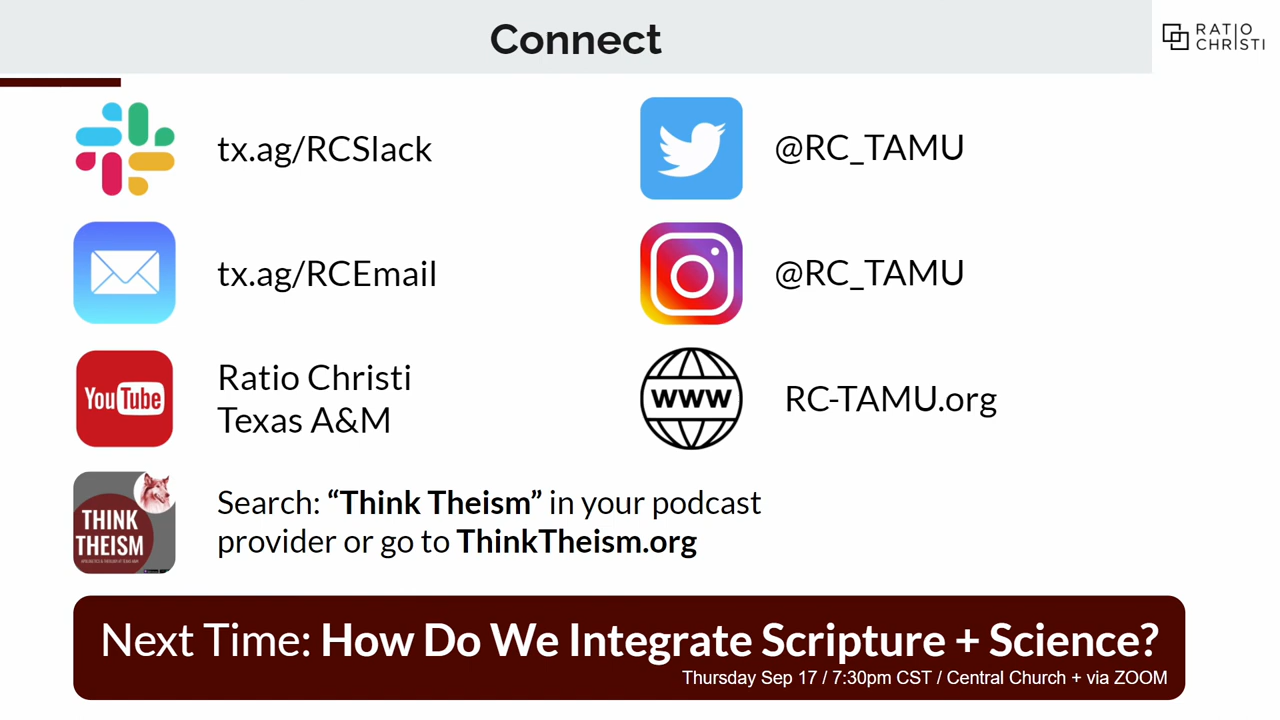 Connect
RATIO
CHRISTI
tx.ag/RCSlack
@RC_TAMU
tx.ag/RCEmail
@RC_TAMU
YouTube
Ratio Christi
Texas A&M
WWW
RC-TAMU.org
THINK
THEISM
Search: “Think Theism” in your podcast
provider or go to ThinkTheism.org
Next Time: How Do We Integrate Scripture + Science?
Thursday Sep 17 / 7:30pm CST / Central Church + via ZOOM